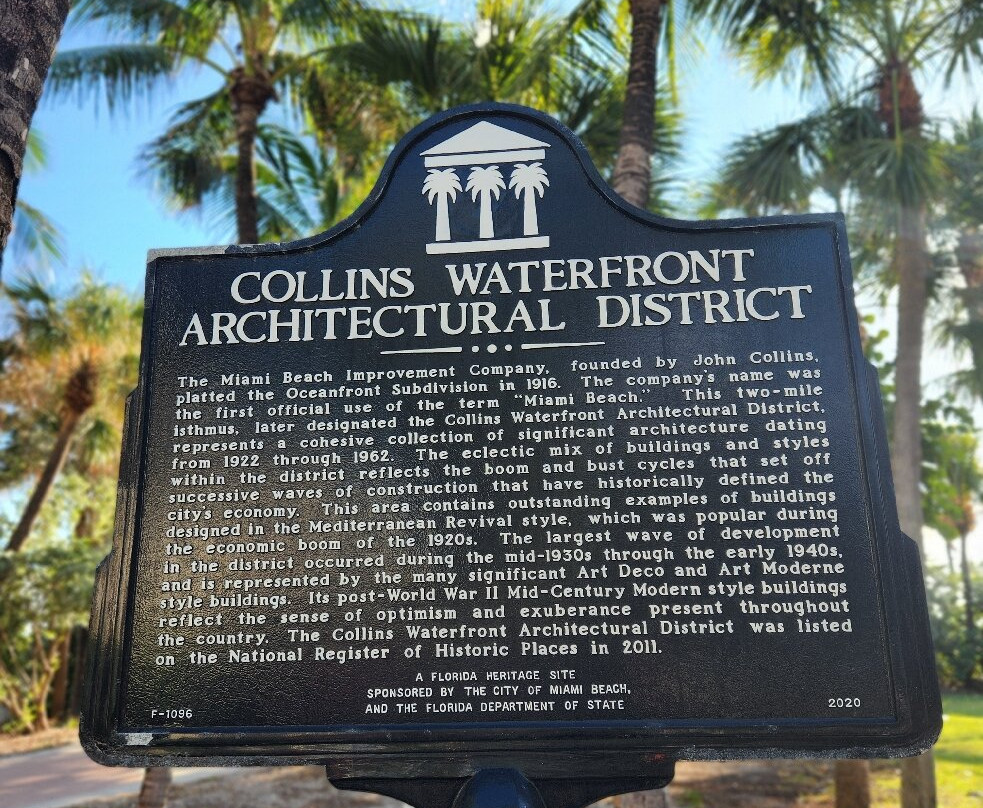 COLLINS WATERFRONT
ARCHITECTURAL DISTRICT
The Miami Beach Improvement Company, founded by John Collins,
platted the Oceanfront Subdivision in 1916. The company's name was
the first official use of the term "Miami Beach." This two-mile
isthmus, later designated the Collins Waterfront Architectural District,
represents a cohesive collection of significant architecture dating
from 1922 through 1962. The eclectic mix of buildings and styles
within the district reflects the boom and bust cycles that set off
successive waves of construction that have historically defined the
city's economy. This area contains outstanding examples of buildings
designed in the Mediterranean Revival style, which was popular during
the economic boom of the 1920s. The largest wave of development
in the district occurred during the mid-1930s through the early 1940s,
and is represented by the many significant Art Deco and Art Moderne
style buildings. Its post-World War II Mid-Century Modern style buildings
reflect the sense of optimism and exuberance present throughout
the country. The Collins Waterfront Architectural District was listed
on the National Register of Historic Places in 2011.
A FLORIDA HERITAGE SITE
SPONSORED BY THE CITY OF MIAMI BEACH,
AND THE FLORIDA DEPARTMENT OF STATE
F-1096
2020